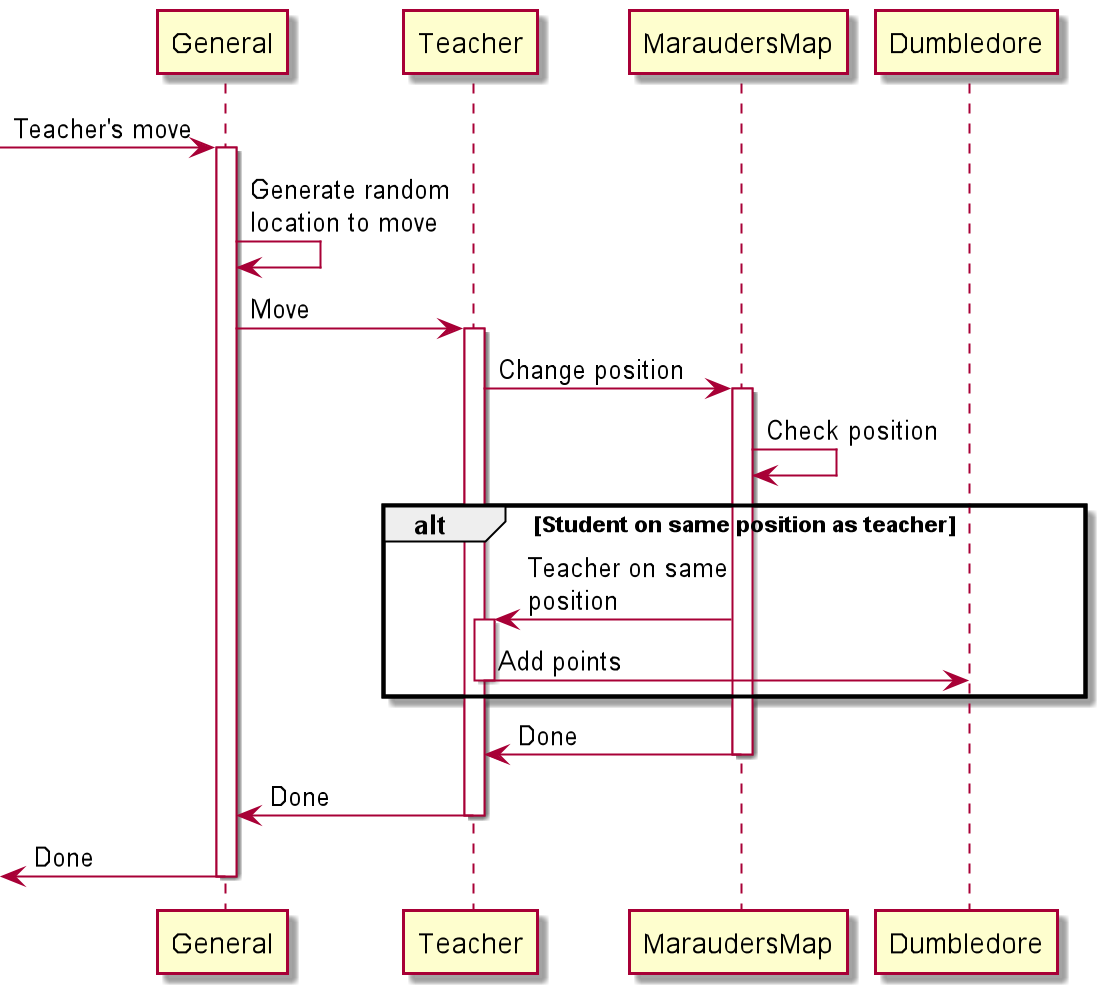 General
Teacher
MaraudersMap
Dumbledore
Teacher's move
Generate random
location to move
Move
Change position
Check position
alt
[Student on same position as teacher]
Teacher on same
position
Add points
Done
Done
Done
General
Teacher
MaraudersMap
Dumbledore